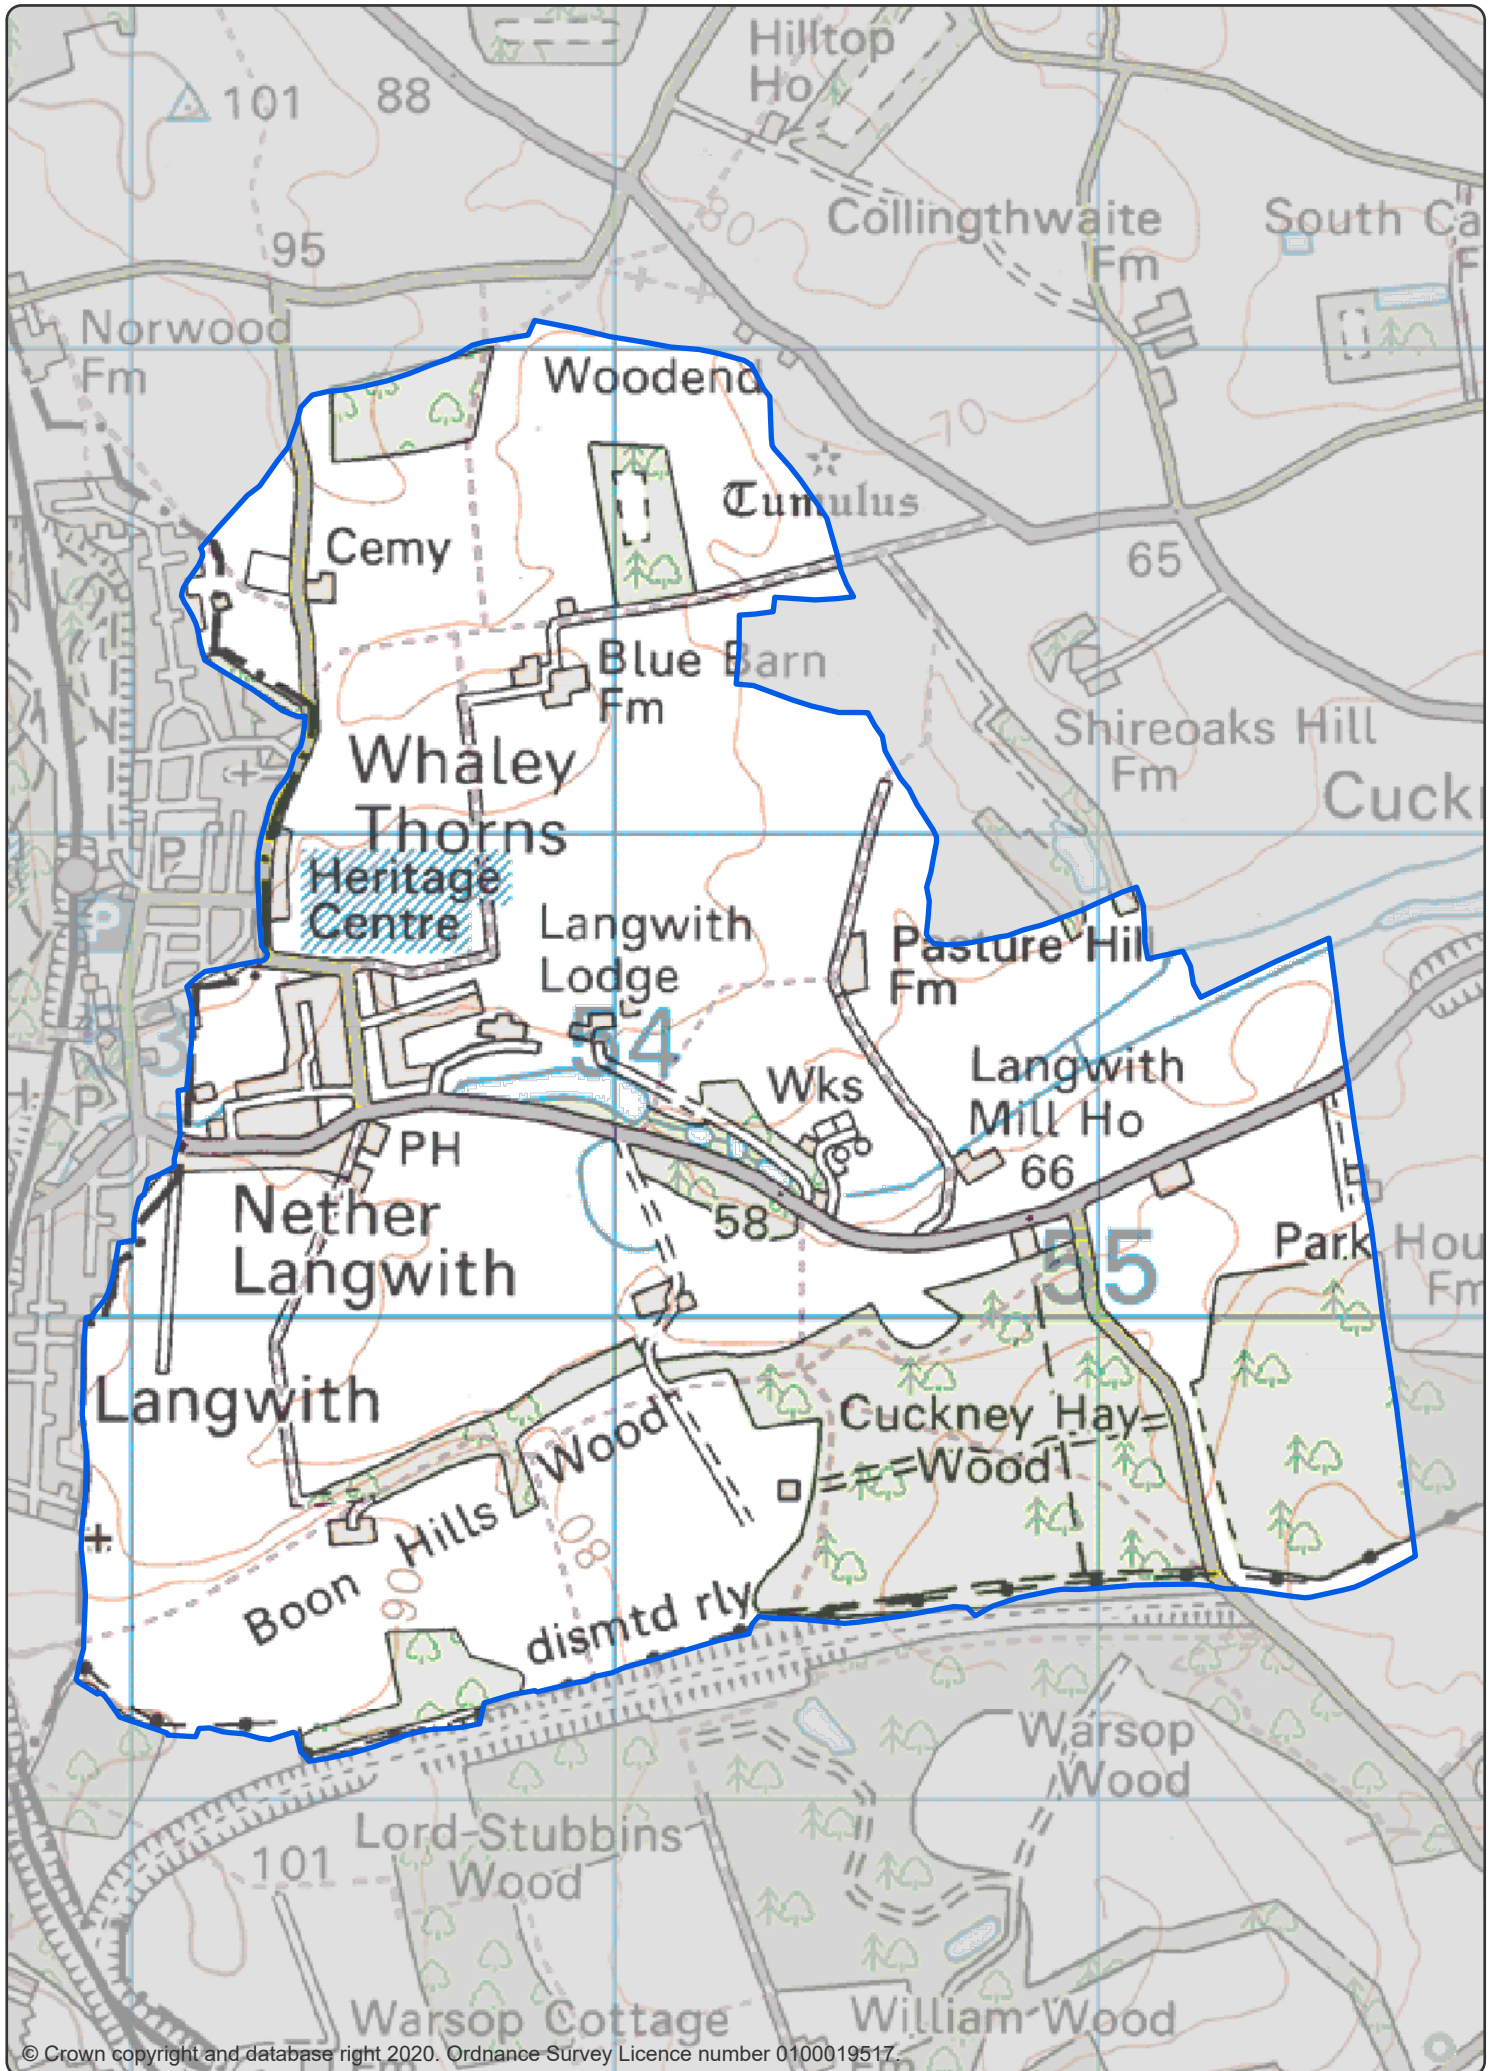 Hilltop
Ho
101
88
80
Collingthwaite
Fm
South Ca
F
95
Norwood
Fm
Woodend
70
Tumulus
Cemy
65
Blue Barn
Fm
Shireoaks Hill
Fm
Whaley
Thorns
Cuckn
P
Heritage
Centre
P
Langwith
Lodge
Pasture Hill
Fm
54
3
P
Wks
Langwith
Mill Ho
PH
66
58
Nether
Langwith
55
Park Hou
Fm
Langwith
Cuckney Hay
Wood
Boon Hills Wood
80
90
dismtd rly
Warsop
Wood
Lord-Stubbins
Wood
101
Warsop Cottage
Fm
William Wood
Fm
© Crown copyright and database right 2020. Ordnance Survey Licence number 0100019517.